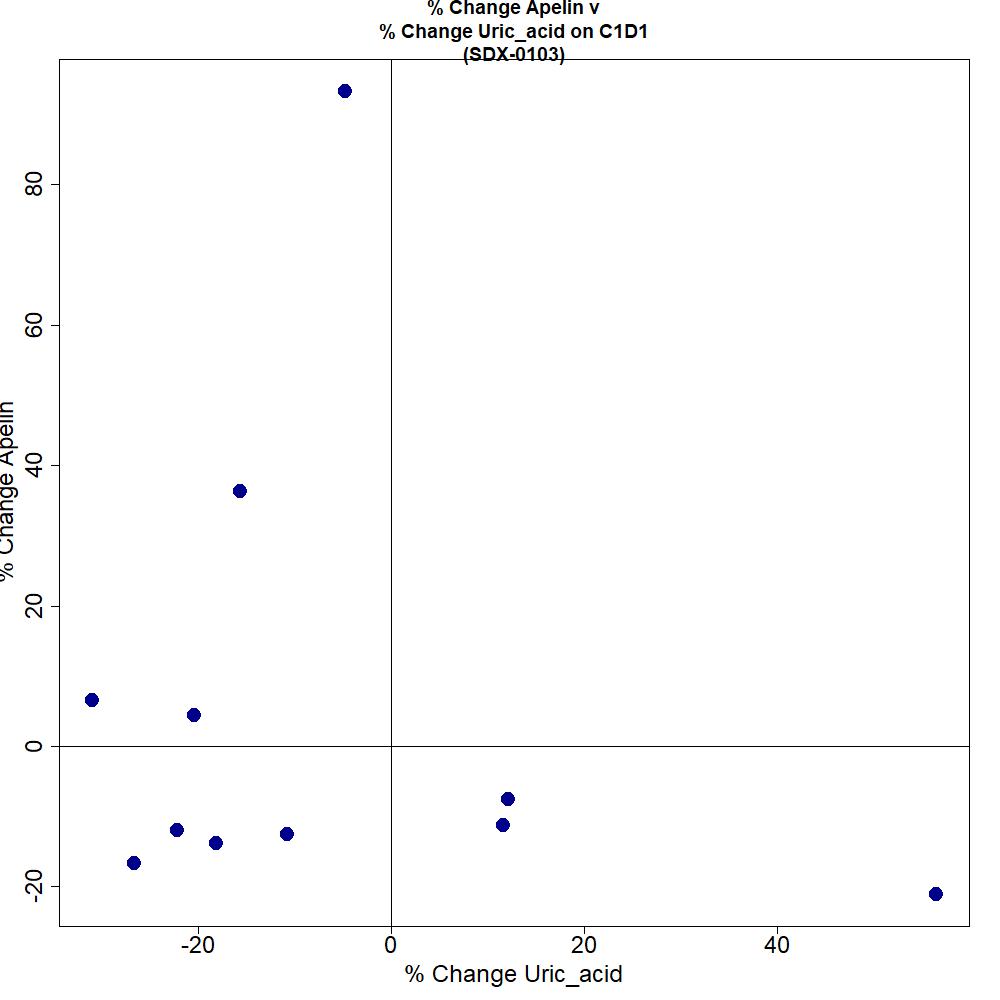 % Change Apelin v
% Change Uric_acid on C1D1
(SDX-0103)
80
60
40
20
0
-20
% Change Apelin
-20
0
20
40
% Change Uric_acid